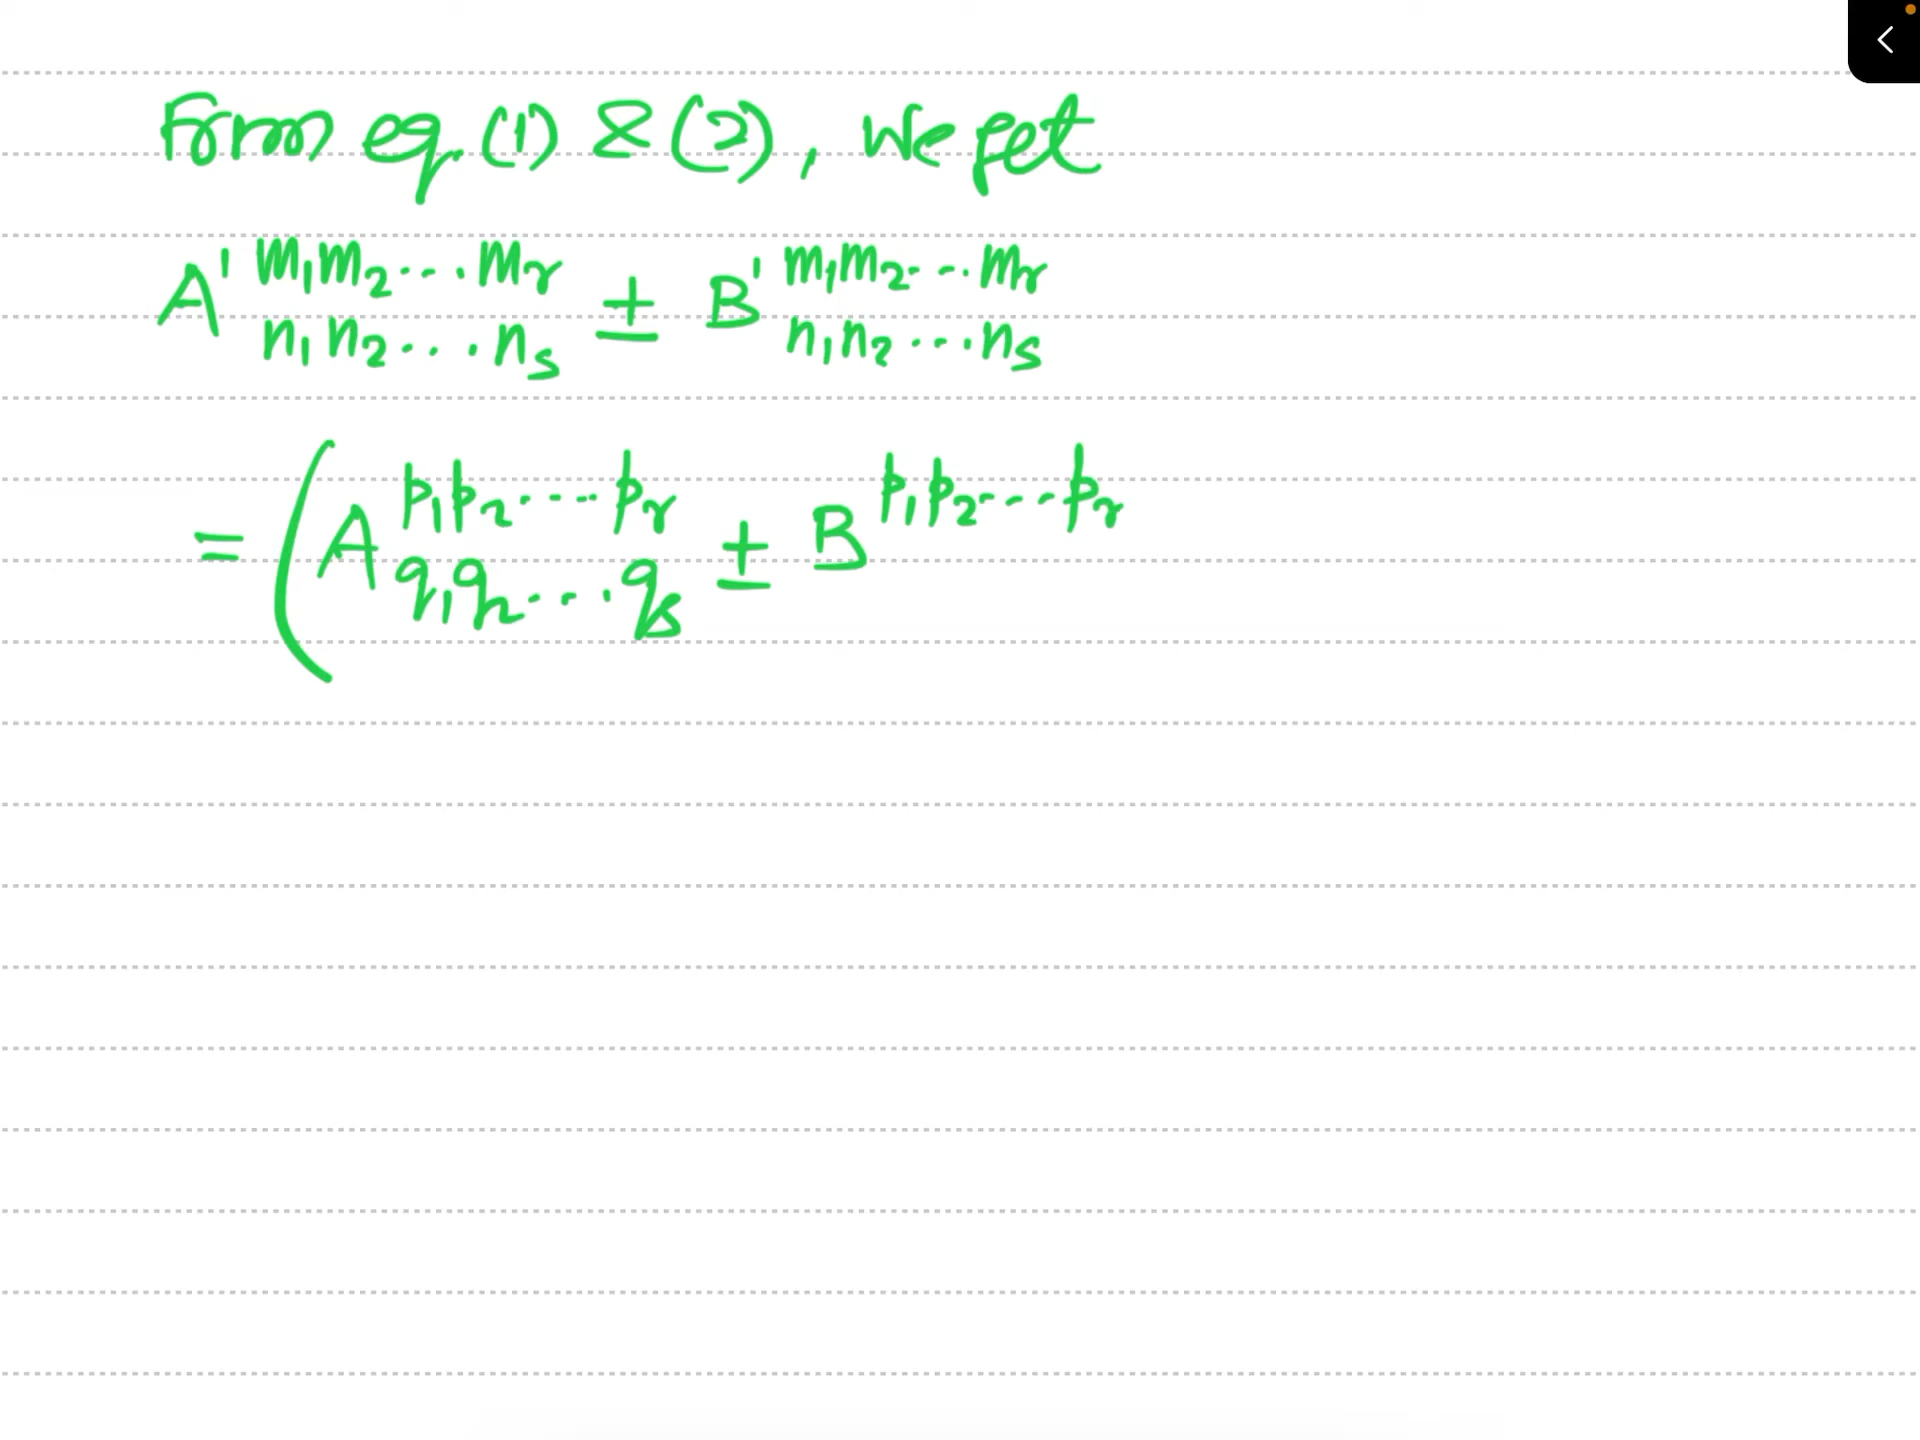 From eq. (1) & (2), we get
A' m₁m₂...mᵣ n₁n₂...nₛ ± B' m₁m₂...mᵣ n₁n₂...nₛ
= (A p₁p₂...pᵣ q₁q₂...qₛ ± B p₁p₂...pᵣ